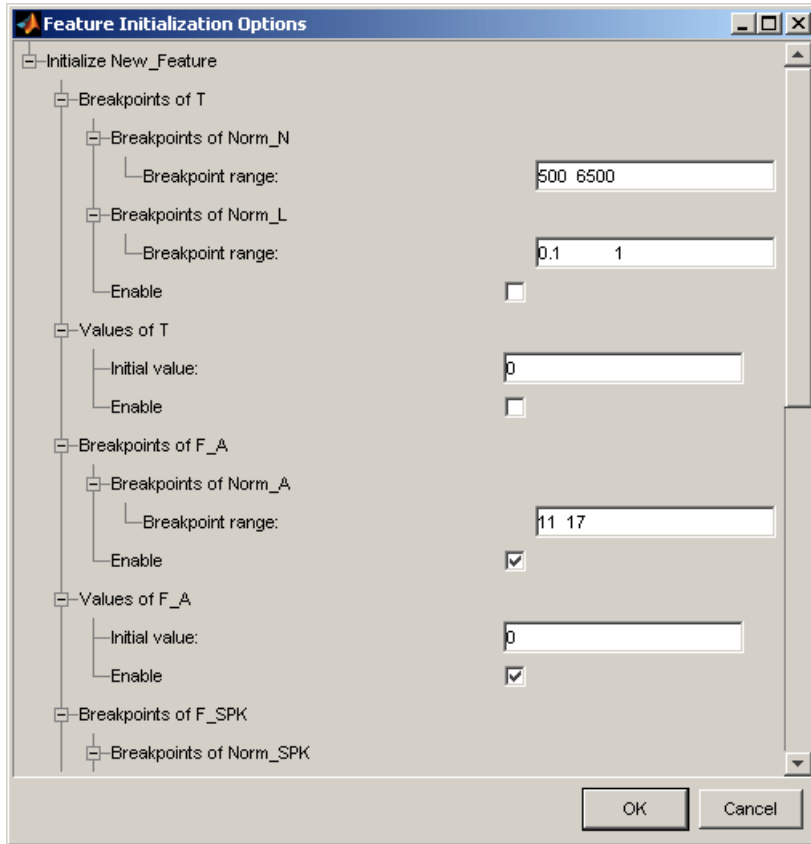 Feature Initialization Options
Initialize New_Feature
Breakpoints of T
Breakpoints of Norm_N
Breakpoint range: 500 6500
Breakpoints of Norm_L
Breakpoint range: 0.1 1
Enable
Values of T
Initial value: 0
Enable
Breakpoints of F_A
Breakpoints of Norm_A
Breakpoint range: 11 17
Enable
Values of F_A
Initial value: 0
Enable
Breakpoints of F_SPK
Breakpoints of Norm_SPK
OK Cancel